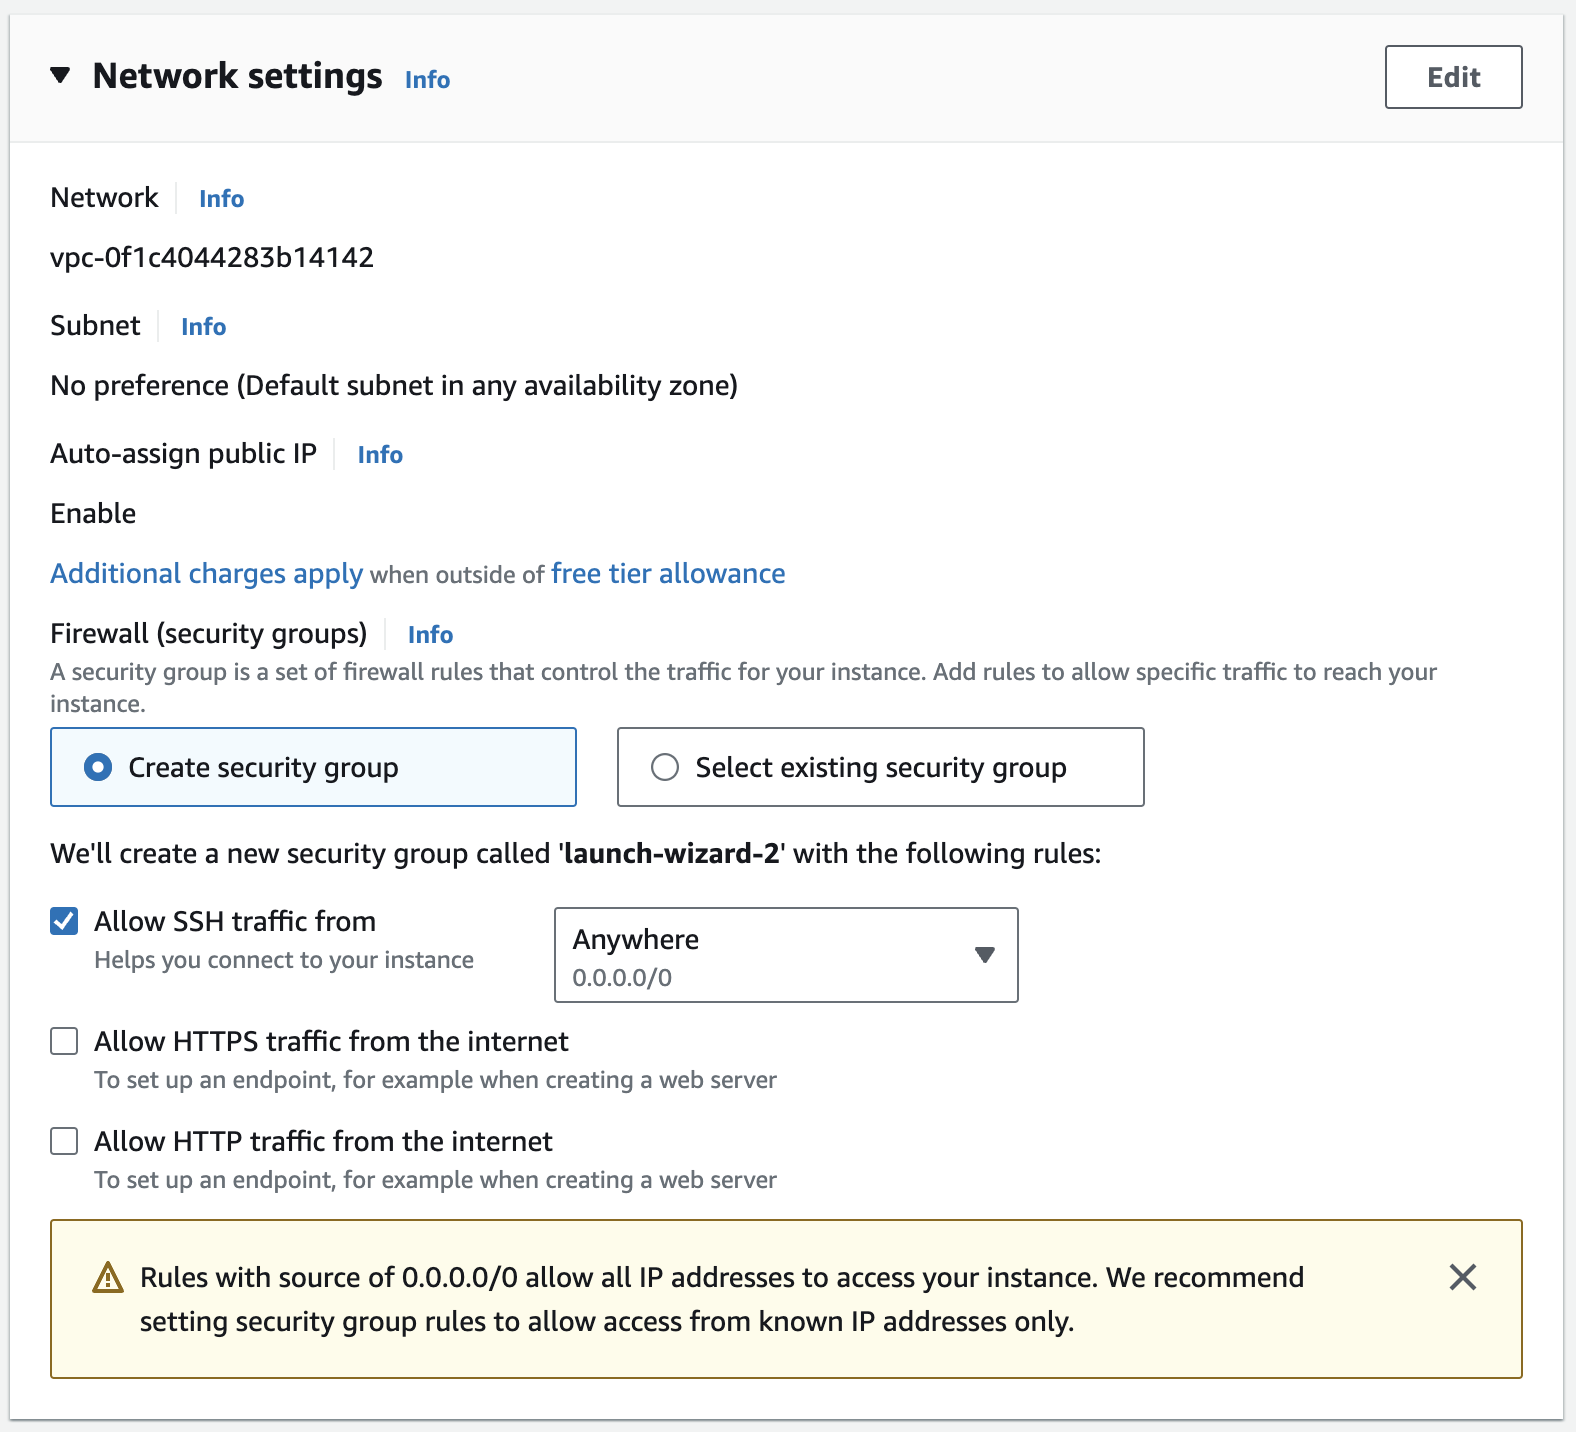 Network settings Info
Edit
Network Info
vpc-0f1c4044283b14142
Subnet Info
No preference (Default subnet in any availability zone)
Auto-assign public IP Info
Enable
Additional charges apply when outside of free tier allowance
Firewall (security groups) Info
A security group is a set of firewall rules that control the traffic for your instance. Add rules to allow specific traffic to reach your
instance.
Create security group
Select existing security group
We'll create a new security group called 'launch-wizard-2' with the following rules:
Allow SSH traffic from
Helps you connect to your instance
Anywhere
0.0.0.0/0
Allow HTTPS traffic from the internet
To set up an endpoint, for example when creating a web server
Allow HTTP traffic from the internet
To set up an endpoint, for example when creating a web server
Rules with source of 0.0.0.0/0 allow all IP addresses to access your instance. We recommend
setting security group rules to allow access from known IP addresses only.